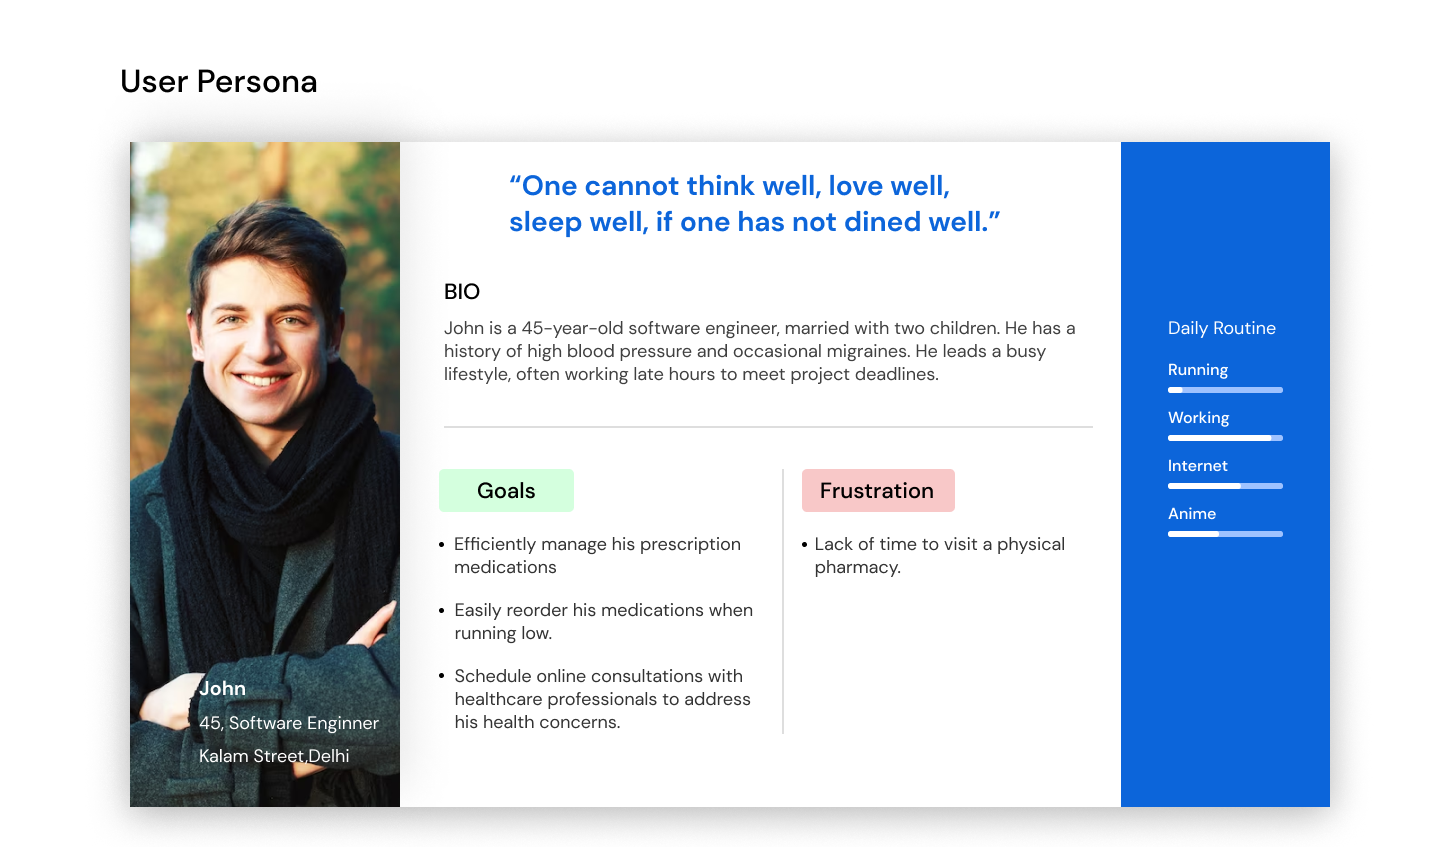 User Persona
“One cannot think well, love well,
sleep well, if one has not dined well.”
BIO
John is a 45-year-old software engineer, married with two children. He has a
history of high blood pressure and occasional migraines. He leads a busy
lifestyle, often working late hours to meet project deadlines.
Goals
• Efficiently manage his prescription
medications
• Easily reorder his medications when
running low.
• Schedule online consultations with
healthcare professionals to address
his health concerns.
Frustration
• Lack of time to visit a physical
pharmacy.
John
45, Software Enginner
Kalam Street,Delhi
Daily Routine
Running
Working
Internet
Anime